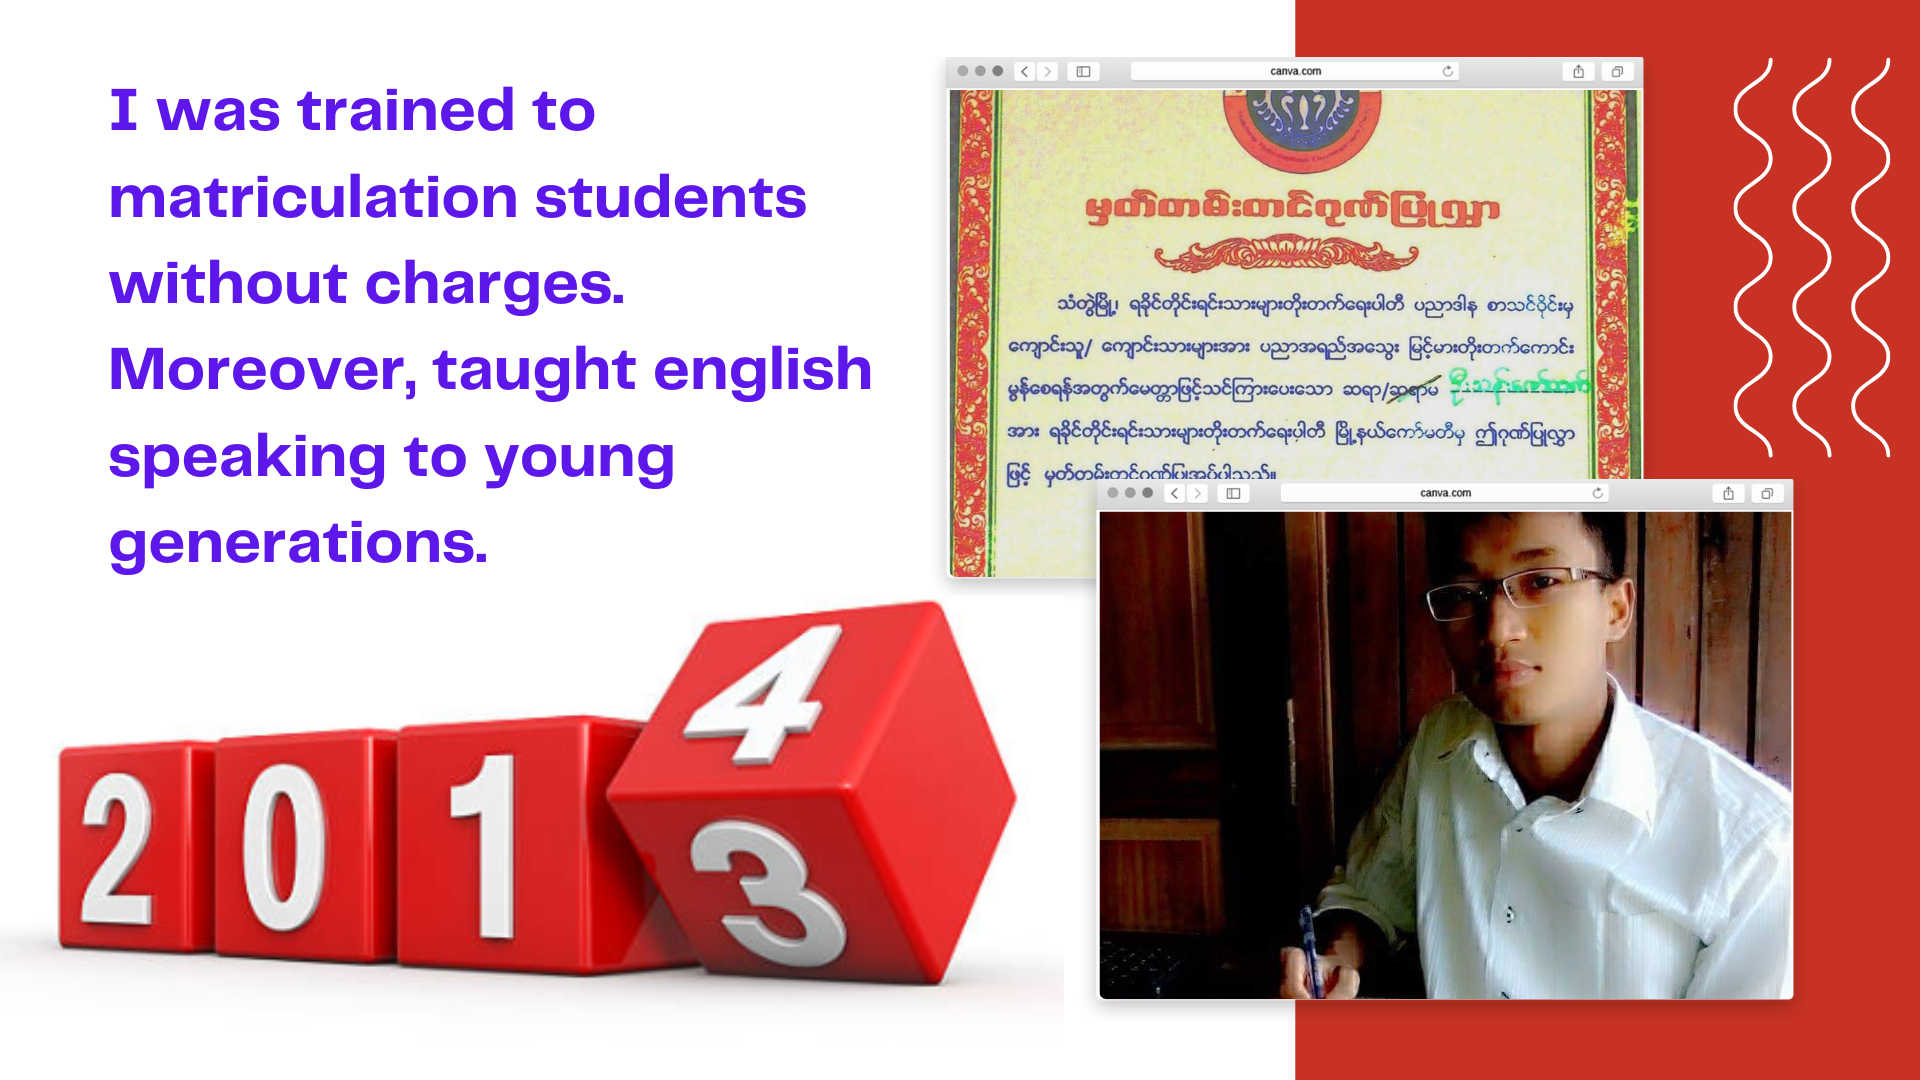 I was trained to
matriculation students
without charges.
Moreover, taught english
speaking to young
generations.
canva.com
မှတ်တမ်းတင်ဂုဏ်ပြုလွှာ
သံတွဲမြို့၊ ရခိုင်တိုင်းရင်းသားများတိုးတက်ရေးပါတီ ပညာဒါန စာသင်ဝိုင်းမှ
ကျောင်းသူ/ ကျောင်းသားများအား ပညာအရည်အသွေး မြင့်မားတိုးတက်ကောင်း
မွန်စေရန်အတွက်မေတ္တာဖြင့်သင်ကြားပေးသော ဆရာ/ဆရာမ
အား ရခိုင်တိုင်းရင်းသားများတိုးတက်ရေးပါတီ မြို့နယ်ကော်မတီမှ ဤဂုဏ်ပြုလွှာ
ဖြင့် မှတ်တမ်းတင်ဂုဏ်ပြုအပ်ပါသည်။
canva.com
2 0 1 4
3